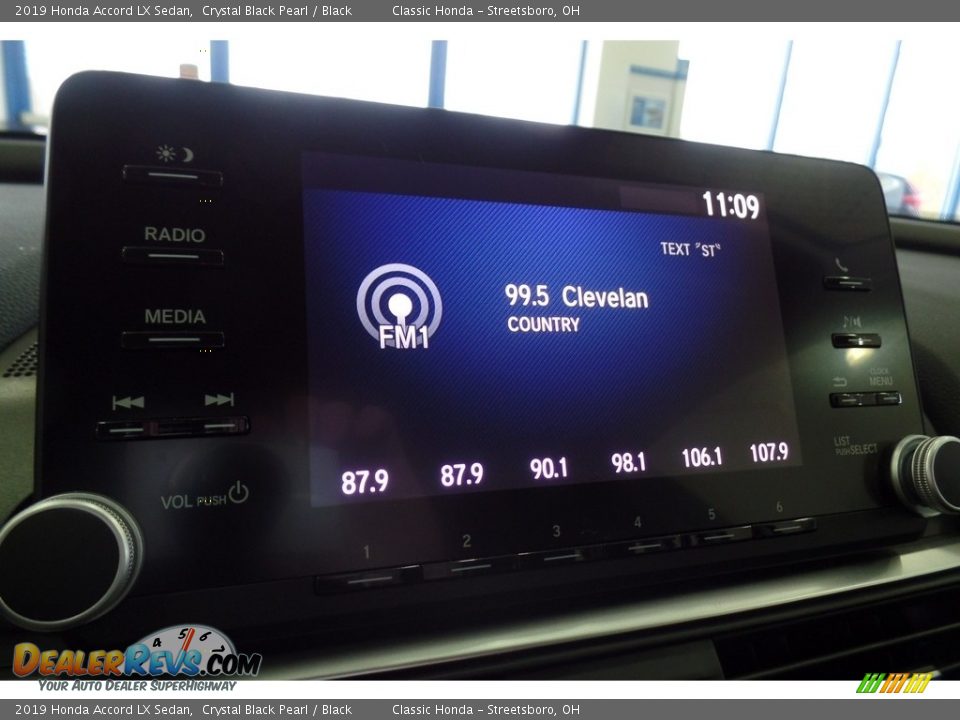 2019 Honda Accord LX Sedan,  Crystal Black Pearl / Black        Classic Honda - Streetsboro, OH
11:09
RADIO
TEXT "ST"
99.5 Clevelan
COUNTRY
FM1
MEDIA
CLOCK
MENU
LIST
PUSH SELECT
87.9 87.9 90.1 98.1 106.1 107.9
VOL PUSH
1 2 3 4 5 6
4 5 6
DEALERREVS.COM
YOUR AUTO DEALER SUPERHIGHWAY
2019 Honda Accord LX Sedan,  Crystal Black Pearl / Black        Classic Honda - Streetsboro, OH